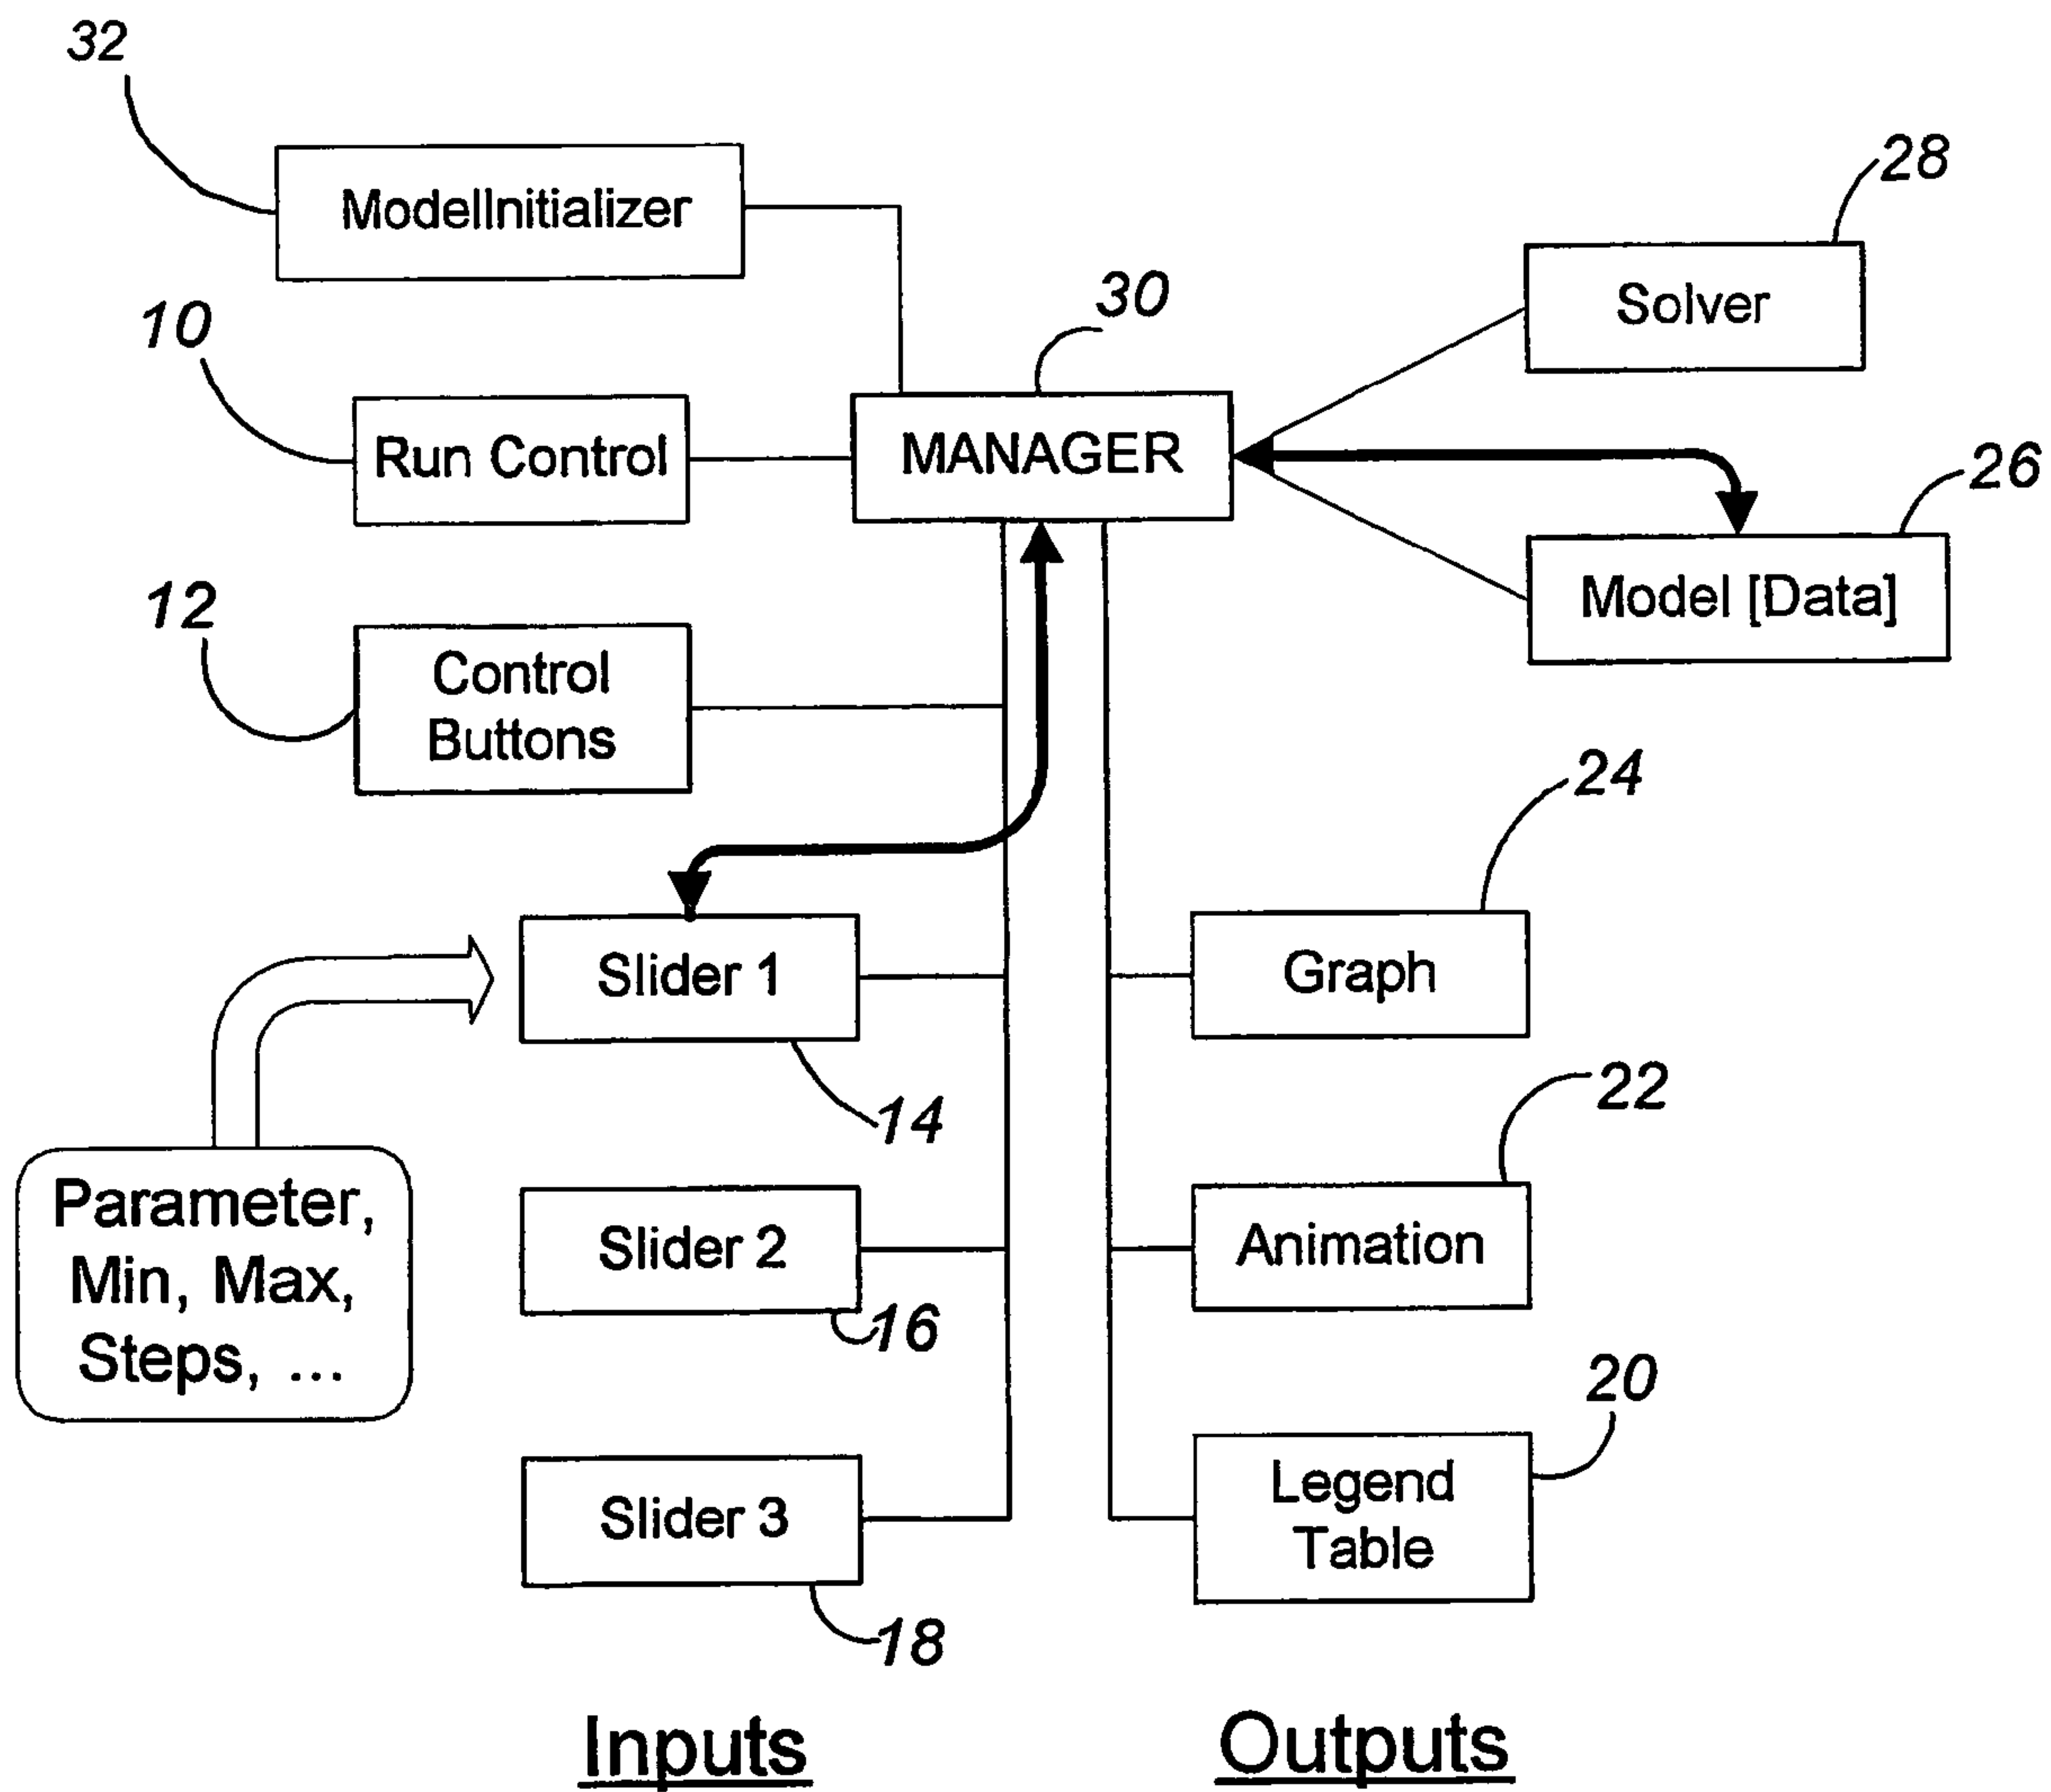 32
ModelInitializer
28
Solver
10
Run Control
30
MANAGER
26
Model [Data]
12
Control
Buttons
24
Slider 1
14
Graph
Parameter,
Min, Max,
Steps, ...
22
Slider 2
16
Animation
20
Slider 3
18
Legend
Table
Inputs
Outputs